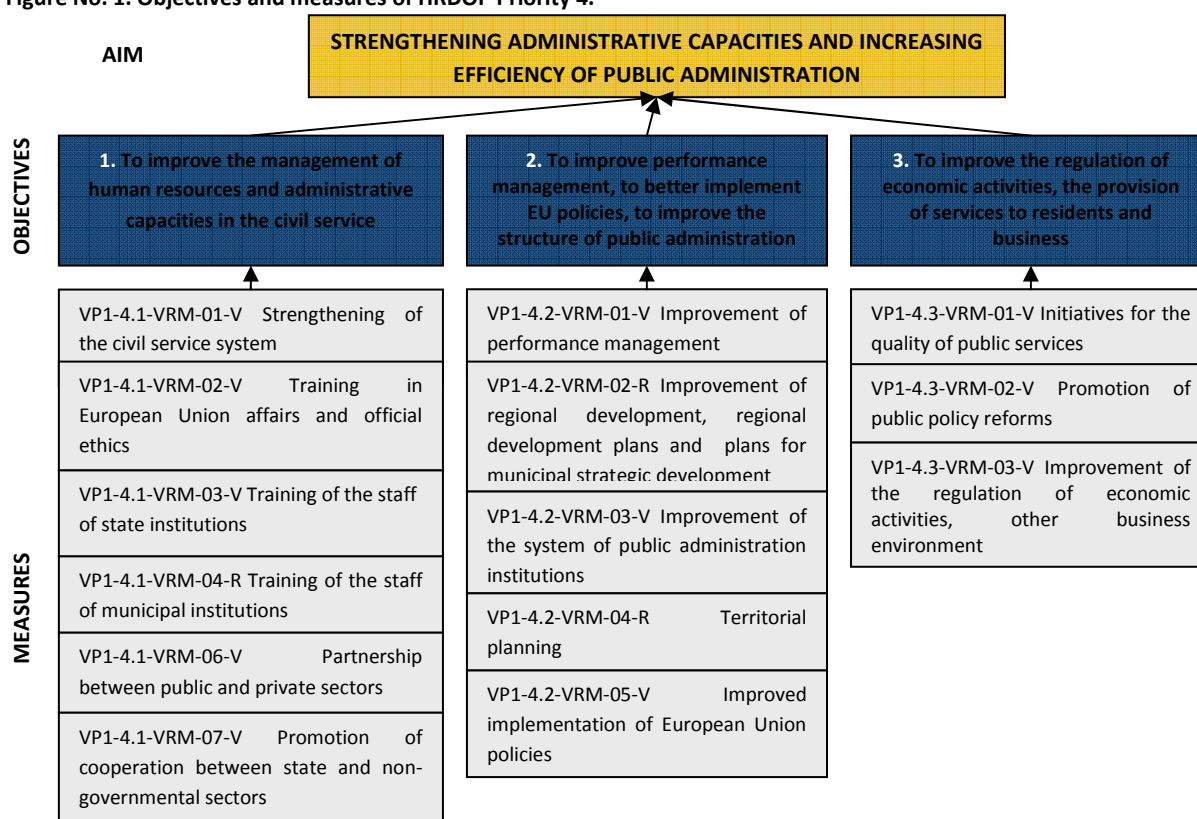 Figure No. 1. Objectives and measures of HRDOP Priority 4.
AIM
STRENGTHENING ADMINISTRATIVE CAPACITIES AND INCREASING
EFFICIENCY OF PUBLIC ADMINISTRATION
OBJECTIVES
1. To improve the management of
human resources and administrative
capacities in the civil service
2. To improve performance
management, to better implement
EU policies, to improve the
structure of public administration
3. To improve the regulation of
economic activities, the provision
of services to residents and
business
MEASURES
VP1-4.1-VRM-01-V Strengthening of
the civil service system
VP1-4.1-VRM-02-V Training in
European Union affairs and official
ethics
VP1-4.1-VRM-03-V Training of the staff
of state institutions
VP1-4.1-VRM-04-R Training of the staff
of municipal institutions
VP1-4.1-VRM-06-V Partnership
between public and private sectors
VP1-4.1-VRM-07-V Promotion of
cooperation between state and non-
governmental sectors
VP1-4.2-VRM-01-V Improvement of
performance management
VP1-4.2-VRM-02-R Improvement of
regional development, regional
development plans and plans for
municipal strategic development
VP1-4.2-VRM-03-V Improvement of
the system of public administration
institutions
VP1-4.2-VRM-04-R Territorial
planning
VP1-4.2-VRM-05-V Improved
implementation of European Union
policies
VP1-4.3-VRM-01-V Initiatives for the
quality of public services
VP1-4.3-VRM-02-V Promotion of
public policy reforms
VP1-4.3-VRM-03-V Improvement of
the regulation of economic
activities, other business
environment